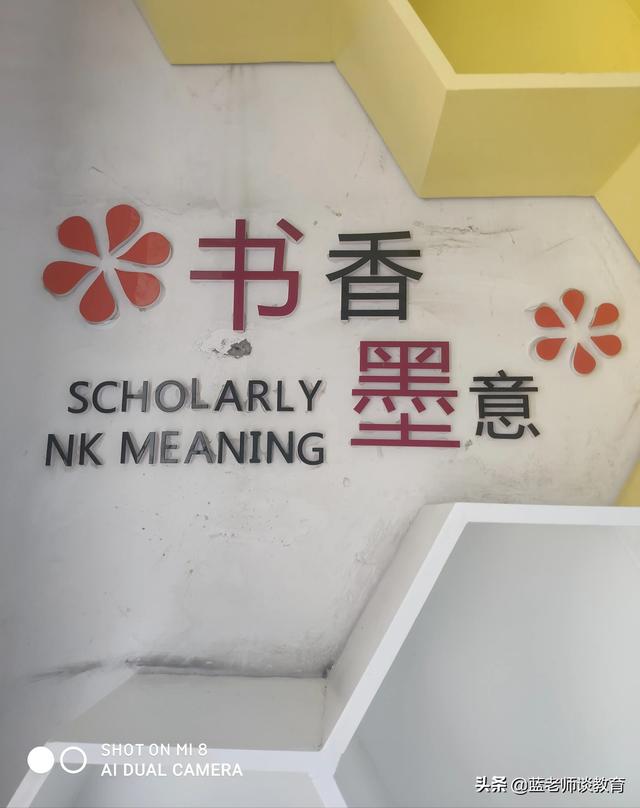 书香
墨意
SCHOLARLY
NK MEANING
SHOT ON MI 8
AI DUAL CAMERA
头条 @蓝老师谈教育